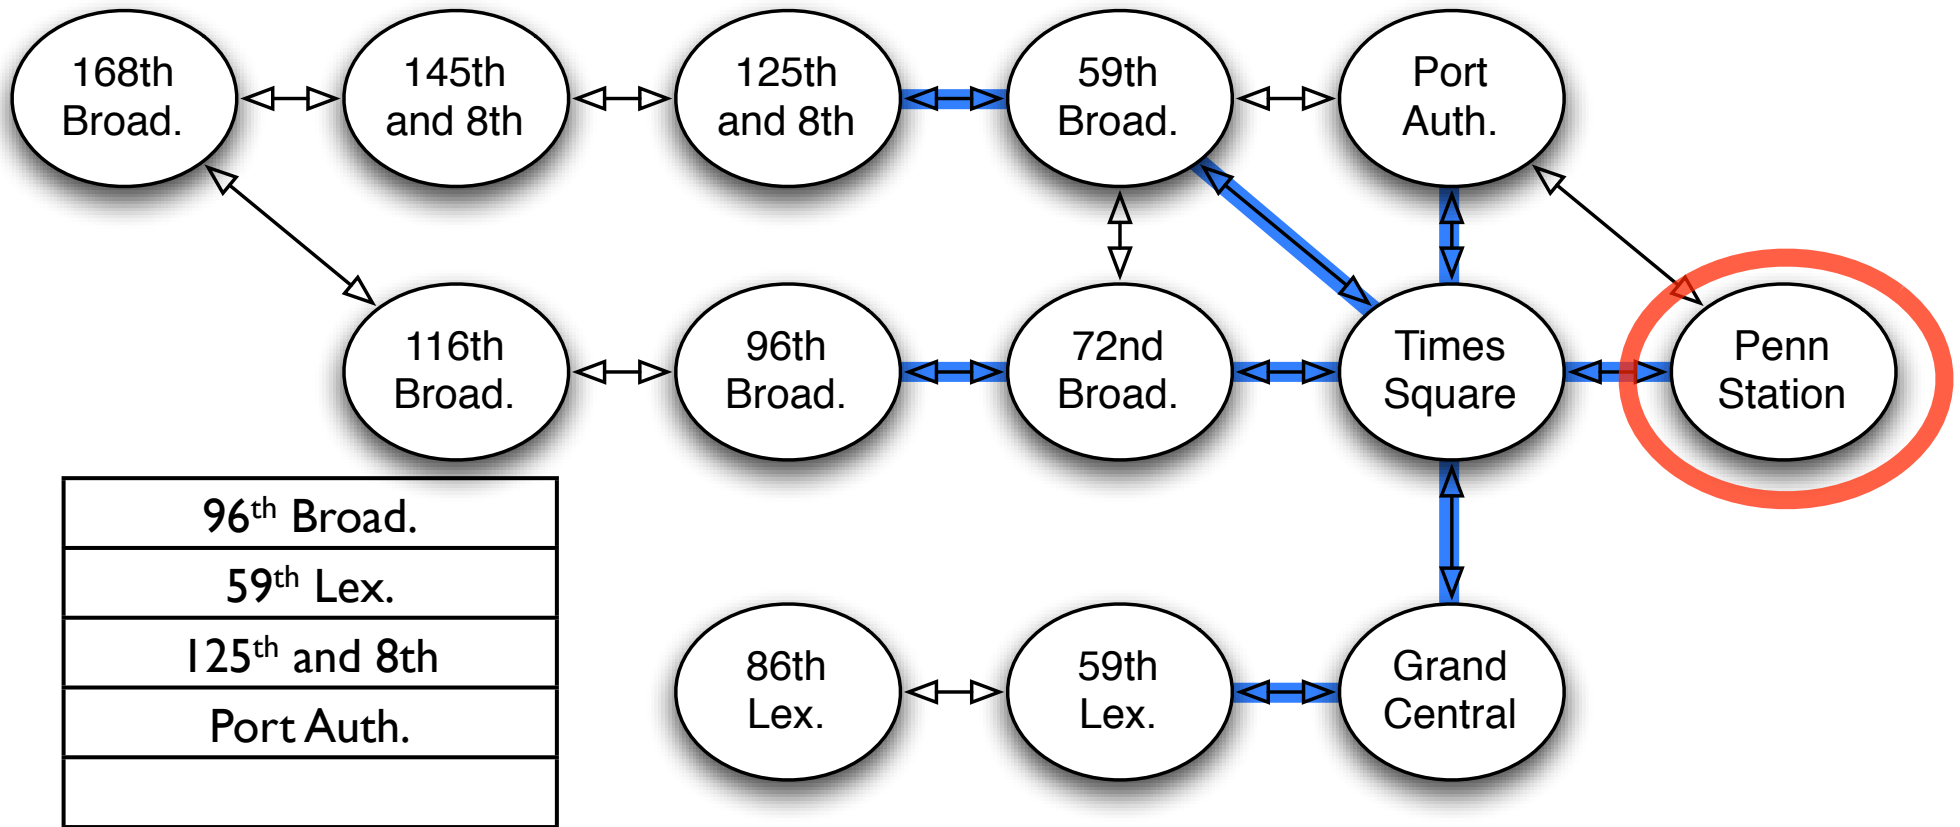 168th
Broad.
145th
and 8th
125th
and 8th
59th
Broad.
Port
Auth.
116th
Broad.
96th
Broad.
72nd
Broad.
Times
Square
Penn
Station
96th Broad.
59th Lex.
125th and 8th
Port Auth.
86th
Lex.
59th
Lex.
Grand
Central